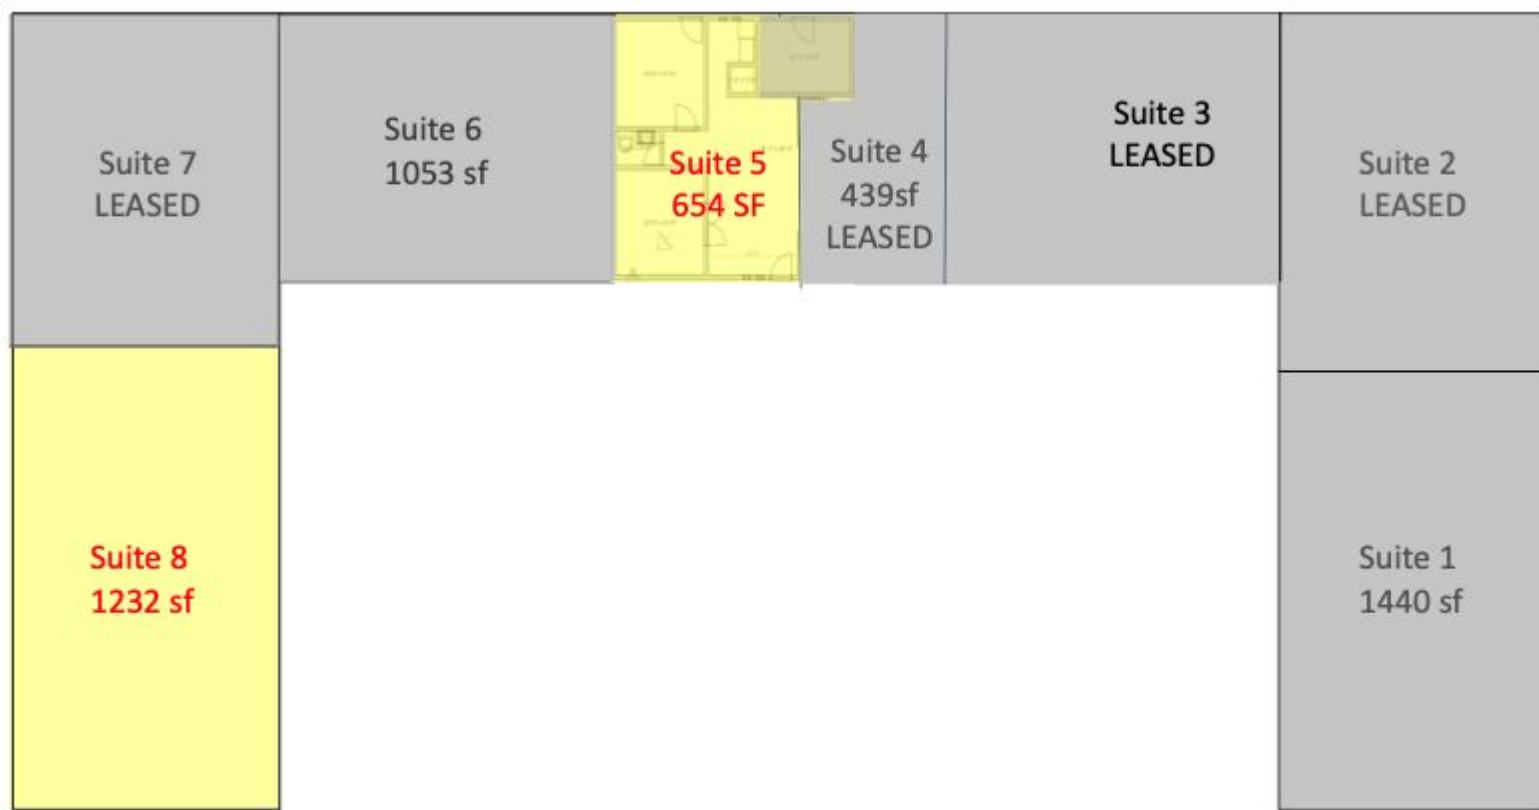 Suite 7
LEASED
Suite 6
1053 sf
Suite 5
654 SF
Suite 4
439sf
LEASED
Suite 3
LEASED
Suite 2
LEASED
Suite 8
1232 sf
Suite 1
1440 sf